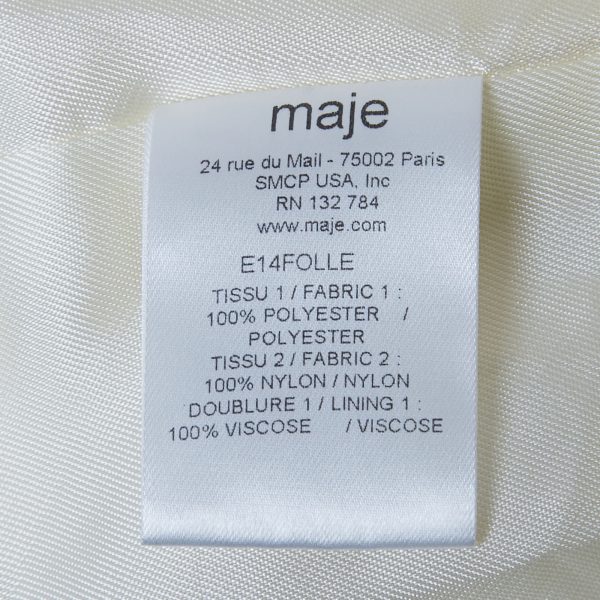 maje
24 rue du Mail - 75002 Paris
SMCP USA, Inc
RN 132 784
www.maje.com
E14FOLLE
TISSU 1 / FABRIC 1 :
100% POLYESTER /
POLYESTER
TISSU 2 / FABRIC 2 :
100% NYLON / NYLON
DOUBLURE 1 / LINING 1 :
100% VISCOSE / VISCOSE